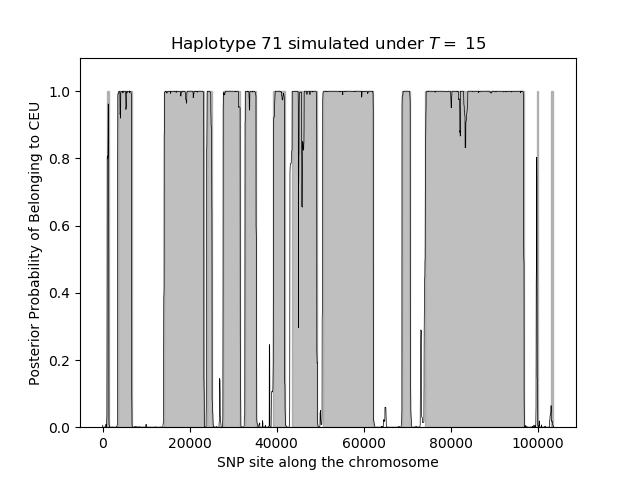 Haplotype 71 simulated under T = 15
Posterior Probability of Belonging to CEU
1.0
0.8
0.6
0.4
0.2
0.0
0 20000 40000 60000 80000 100000
SNP site along the chromosome